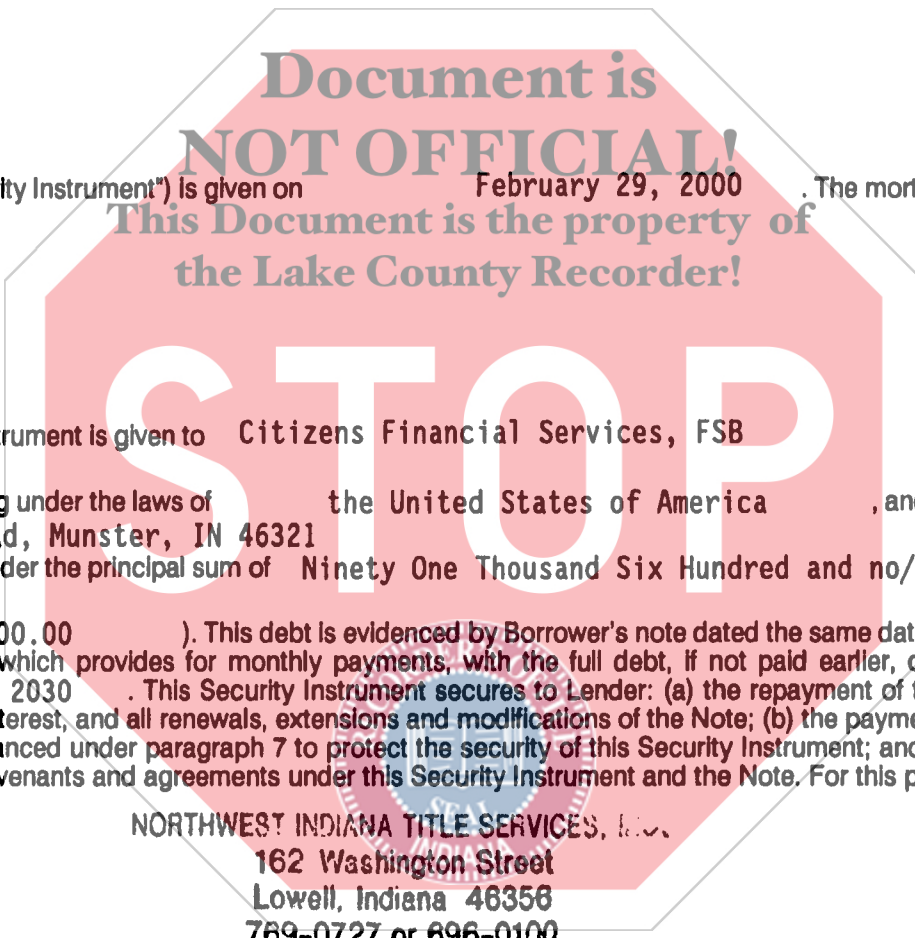 Document is
NOT OFFICIAL!
ity Instrument") is given on February 29, 2000 . The mort
This Document is the property of
the Lake County Recorder!
STOP
trument is given to Citizens Financial Services, FSB
g under the laws of the United States of America , and
d, Munster, IN 46321
der the principal sum of Ninety One Thousand Six Hundred and no/
00.00 ). This debt is evidenced by Borrower's note dated the same dat
which provides for monthly payments, with the full debt, if not paid earlier,
2030 . This Security Instrument secures to Lender: (a) the repayment of t
terest, and all renewals, extensions and modifications of the Note; (b) the payme
nced under paragraph 7 to protect the security of this Security Instrument; and
venants and agreements under this Security Instrument and the Note. For this p
SEAL
INDIANA
NORTHWEST INDIANA TITLE SERVICES,
162 Washington Street
Lowell, Indiana 46356
769-0727 or 696-0100